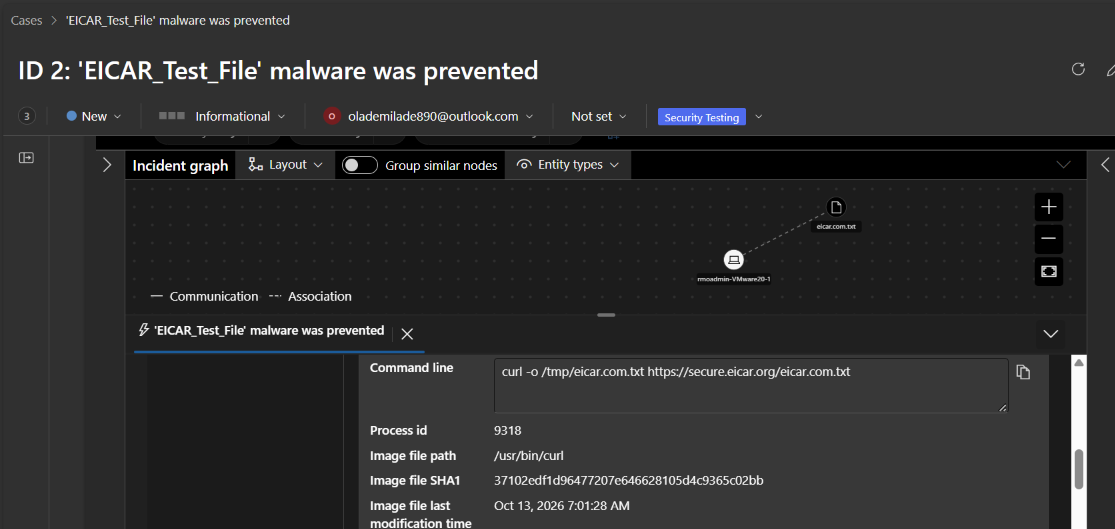 Cases > 'EICAR_Test_File' malware was prevented
ID 2: 'EICAR_Test_File' malware was prevented
3 New Informational o olademilade890@outlook.com Not set Security Testing
Incident graph Layout Group similar nodes Entity types
eicar.com.txt
rmoadmin-VMware20-1
Communication Association
'EICAR_Test_File' malware was prevented
Command line curl -o /tmp/eicar.com.txt https://secure.eicar.org/eicar.com.txt
Process id 9318
Image file path /usr/bin/curl
Image file SHA1 37102edf1d96477207e646628105d4c9365c02bb
Image file last Oct 13, 2026 7:01:28 AM
modification time